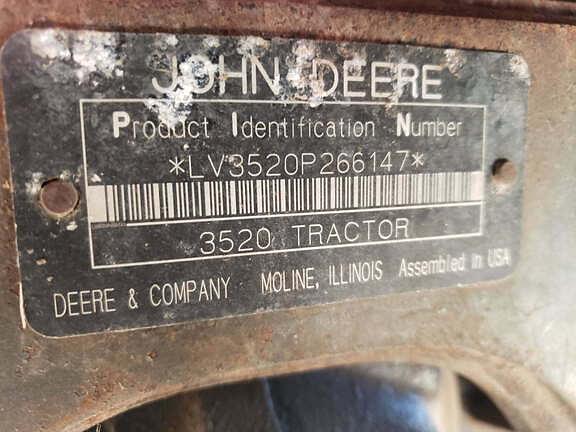 JOHN DEERE
Product Identification Number
*LV3520P266147*
3520 TRACTOR
DEERE & COMPANY MOLINE, ILLINOIS Assembled in USA